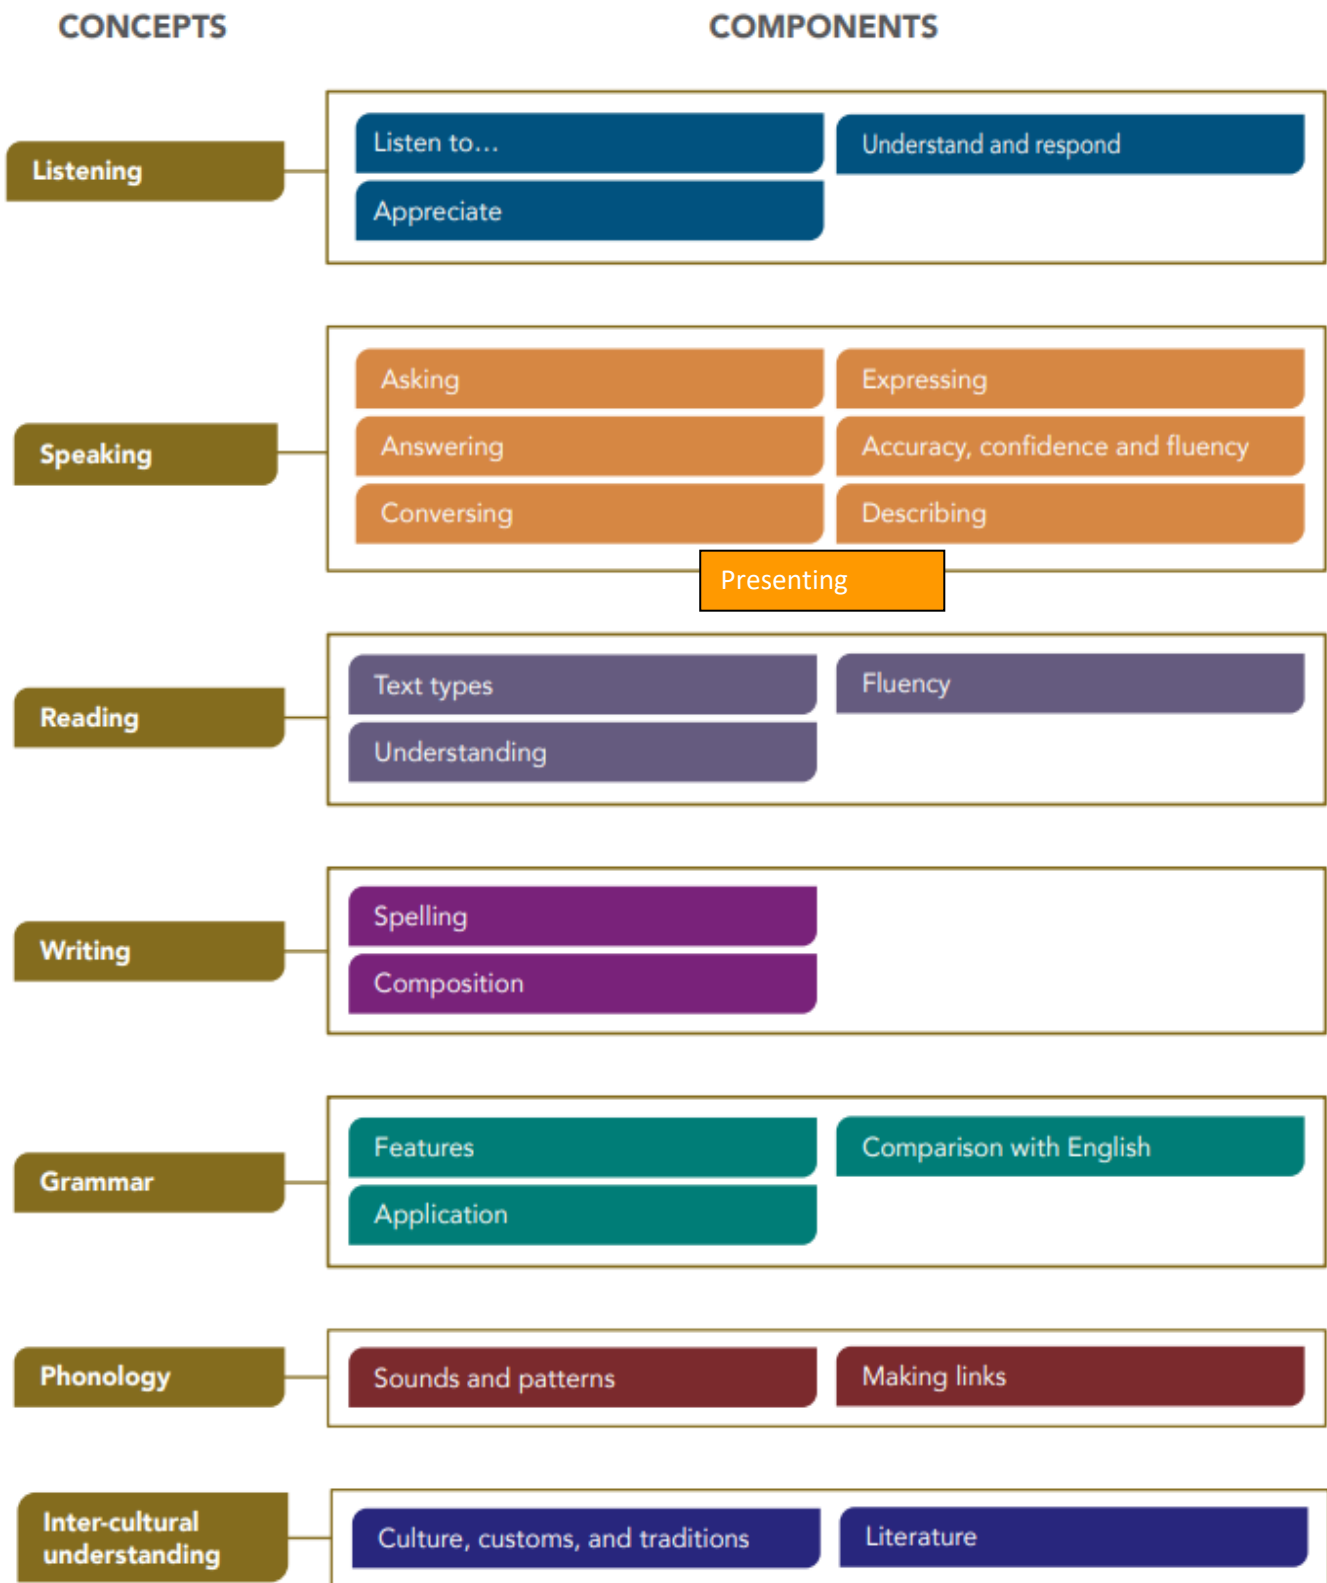 CONCEPTS
COMPONENTS
Listening
Listen to...
Understand and respond
Appreciate
Speaking
Asking
Expressing
Answering
Accuracy, confidence and fluency
Conversing
Describing
Presenting
Reading
Text types
Fluency
Understanding
Writing
Spelling
Composition
Grammar
Features
Comparison with English
Application
Phonology
Sounds and patterns
Making links
Inter-cultural
understanding
Culture, customs, and traditions
Literature